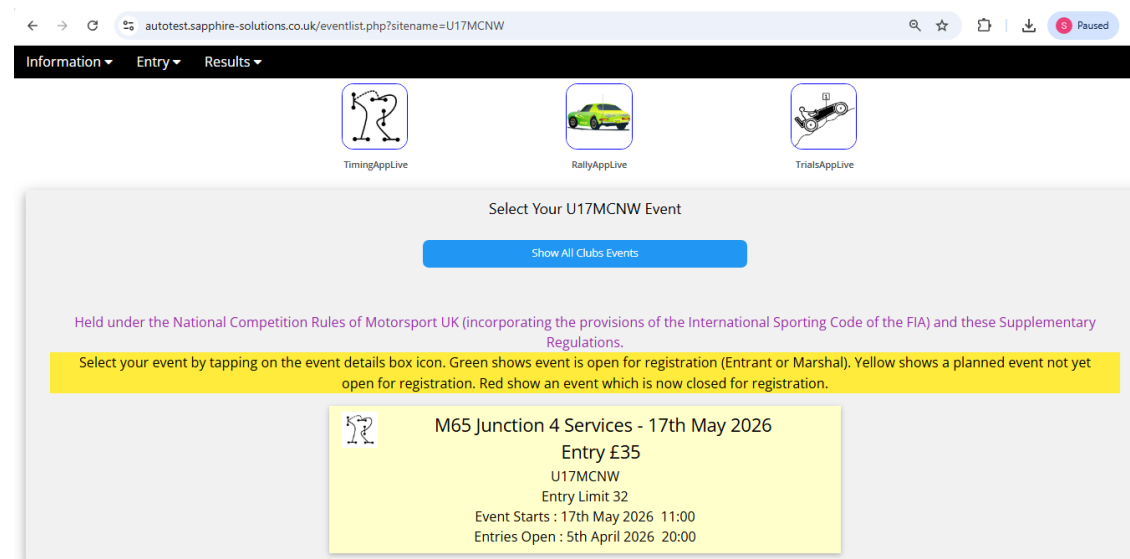 autotest.sapphire-solutions.co.uk/eventlist.php?sitename=U17MCNW
S Paused
Information Entry Results
TimingAppLive RallyAppLive TrialsAppLive
Select Your U17MCNW Event
Show All Clubs Events
Held under the National Competition Rules of Motorsport UK (incorporating the provisions of the International Sporting Code of the FIA) and these Supplementary
Regulations.
Select your event by tapping on the event details box icon. Green shows event is open for registration (Entrant or Marshal). Yellow shows a planned event not yet
open for registration. Red show an event which is now closed for registration.
M65 Junction 4 Services - 17th May 2026
Entry £35
U17MCNW
Entry Limit 32
Event Starts : 17th May 2026 11:00
Entries Open : 5th April 2026 20:00